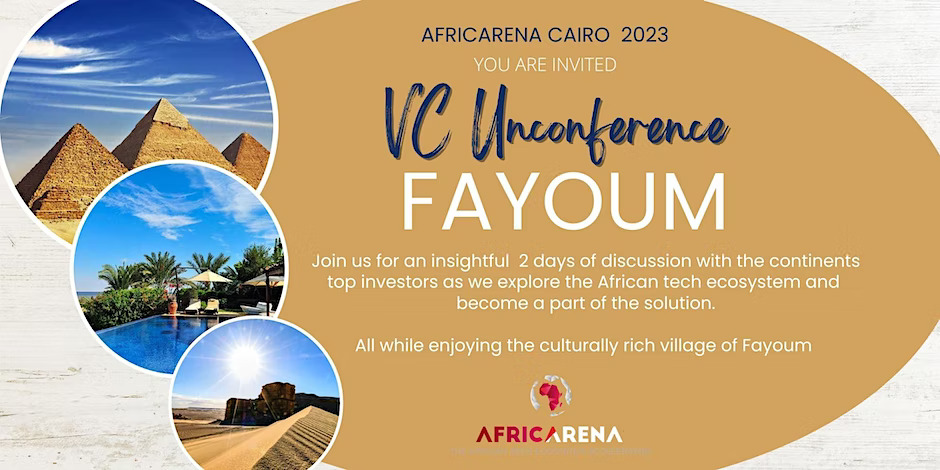 AFRICARENA CAIRO 2023
YOU ARE INVITED
VC Unconference
FAYOUM
Join us for an insightful 2 days of discussion with the continents
top investors as we explore the African tech ecosystem and
become a part of the solution.
All while enjoying the culturally rich village of Fayoum
AFRICARENA